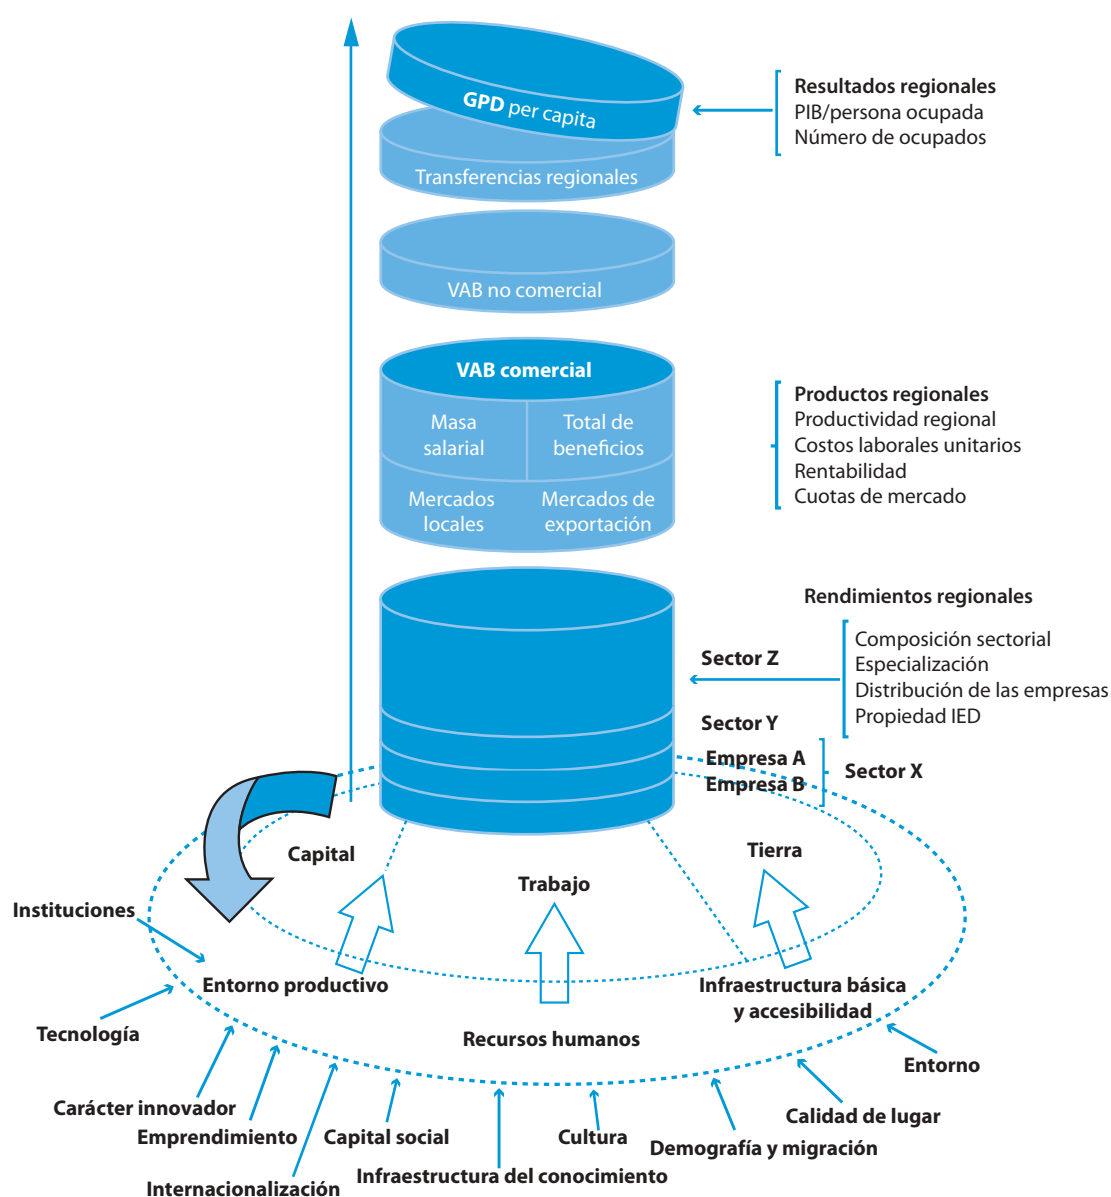 GPD per capita
Resultados regionales
PIB/persona ocupada
Número de ocupados
Transferencias regionales
VAB no comercial
VAB comercial
Masa
salarial
Total de
beneficios
Mercados
locales
Mercados de
exportación
Productos regionales
Productividad regional
Costos laborales unitarios
Rentabilidad
Cuotas de mercado
Rendimientos regionales
Composición sectorial
Especialización
Distribución de las empresas
Propiedad IED
Sector Z
Sector Y
Empresa A
Empresa B
Sector X
Capital
Trabajo
Tierra
Instituciones
Entorno productivo
Infraestructura básica
y accesibilidad
Tecnología
Recursos humanos
Entorno
Carácter innovador
Emprendimiento
Capital social
Cultura
Calidad de lugar
Demografía y migración
Infraestructura del conocimiento
Internacionalización